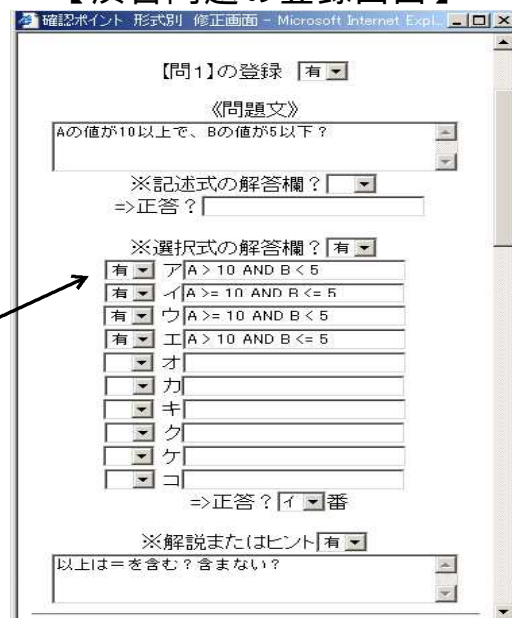 確認ポイント 形式別 修正画面 - Microsoft Internet Expl...
【問1】の登録 有
《問題文》
Aの値が10以上で、Bの値が5以下?
※記述式の解答欄?
=>正答?
※選択式の解答欄? 有
有 ア A > 10 AND B < 5
有 イ A >= 10 AND B <= 5
有 ウ A >= 10 AND B < 5
有 エ A > 10 AND B <= 5
オ
カ
キ
ク
ケ
コ
=>正答? イ 番
※解説またはヒント 有
以上は=を含む?含まない?